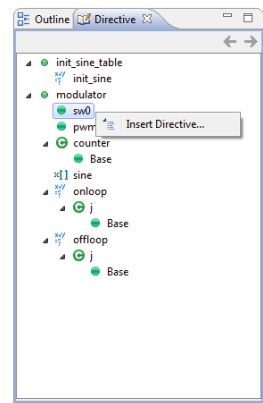 Outline Directive
init_sine_table
x+y/÷z init_sine
modulator
sw0
pwm
Insert Directive...
C counter
Base
x[] sine
onloop
C j
Base
offloop
C j
Base